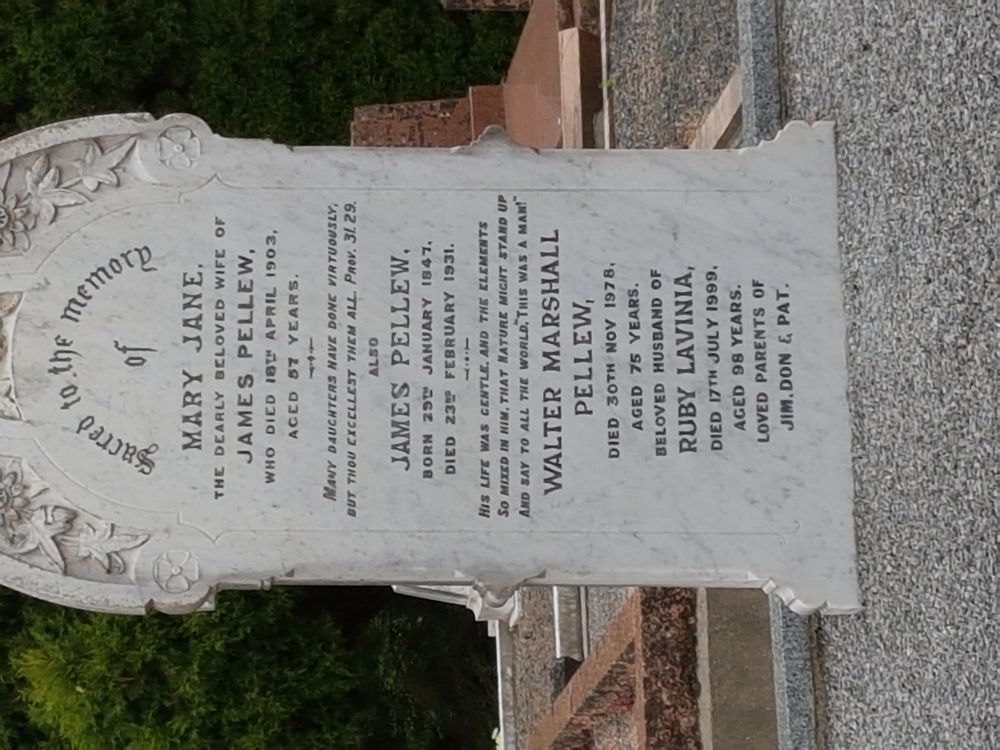 Sacred to the memory
of
MARY JANE,
THE DEARLY BELOVED WIFE OF
JAMES PELLEW,
WHO DIED 18TH APRIL 1903,
AGED 57 YEARS.
MANY DAUGHTERS HAVE DONE VIRTUOUSLY,
BUT THOU EXCELLEST THEM ALL. PROV. 31.29.
ALSO
JAMES PELLEW,
BORN 29TH JANUARY 1847,
DIED 23RD FEBRUARY 1931.
HIS LIFE WAS GENTLE, AND THE ELEMENTS
SO MIXED IN HIM, THAT NATURE MIGHT STAND UP
AND SAY TO ALL THE WORLD, "THIS WAS A MAN!"
WALTER MARSHALL
PELLEW,
DIED 30TH NOV 1978,
AGED 75 YEARS.
BELOVED HUSBAND OF
RUBY LAVINIA,
DIED 17TH JULY 1999,
AGED 98 YEARS.
LOVED PARENTS OF
JIM, DON & PAT.